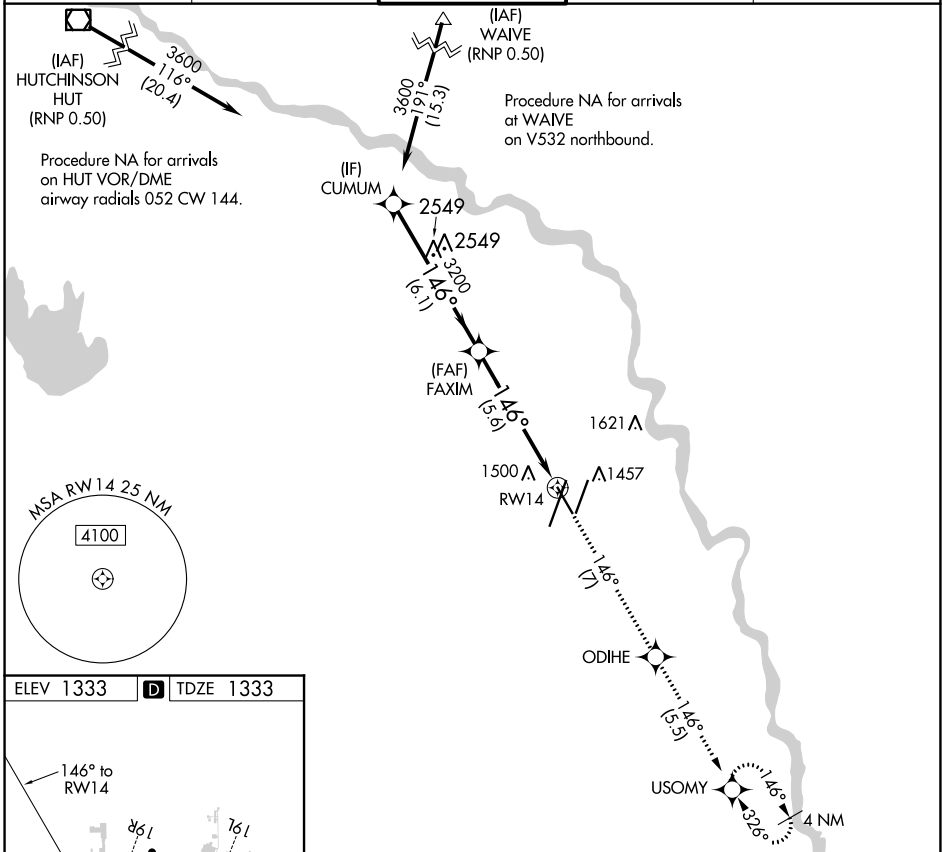 (IAF)
HUTCHINSON
HUT
(RNP 0.50)
3600
116°
(20.4)
(IAF)
WAIVE
(RNP 0.50)
3600
191°
(15.3)
Procedure NA for arrivals
at WAIVE
on V532 northbound.
Procedure NA for arrivals
on HUT VOR/DME
airway radials 052 CW 144.
(IF)
CUMUM
2549
2549
3200
146°
(6.1)
(FAF)
FAXIM
146°
(5.6)
1621
1500
1457
RW14
MSA RW14 25 NM
4100
146°
(7)
ODIHE
146°
(5.5)
USOMY
146°
326°
4 NM
ELEV 1333 D TDZE 1333
146° to
RW14
19R
19L